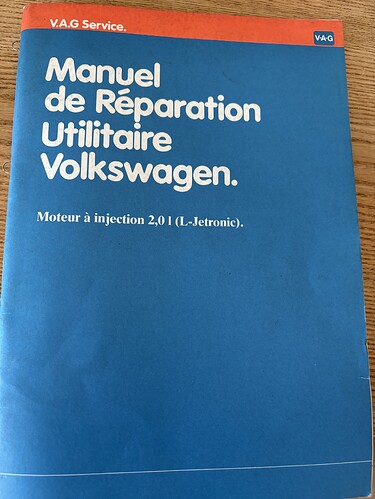 V.A.G Service.
V·A·G
Manuel
de Réparation
Utilitaire
Volkswagen.
Moteur à injection 2,0 l (L-Jetronic).